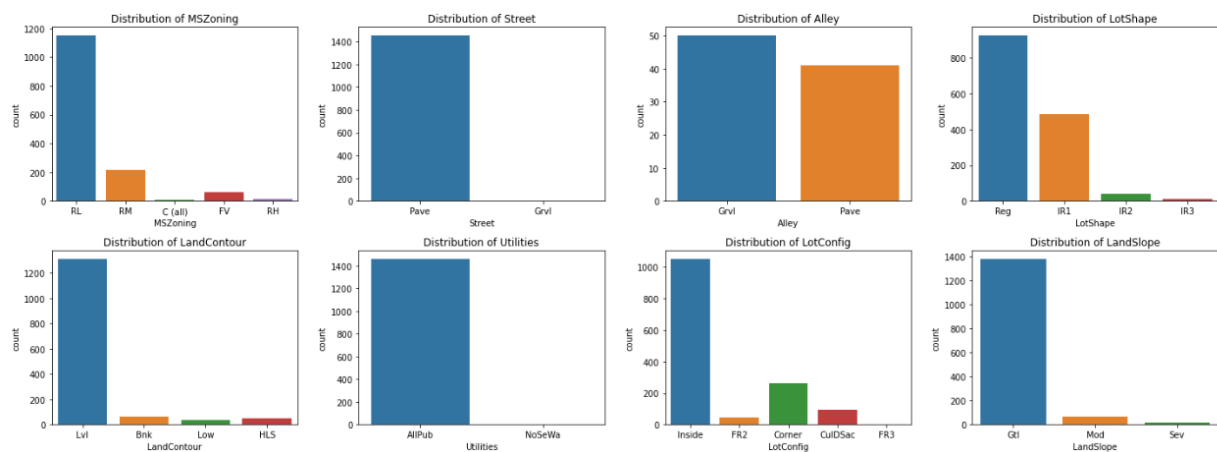 Distribution of MSZoning
1200
1000
800
600
400
200
0
count
RL RM C (all) FV RH
MSZoning
Distribution of Street
1400
1200
1000
800
600
400
200
0
count
Pave Grvl
Street
Distribution of Alley
50
40
30
20
10
0
count
Grvl Pave
Alley
Distribution of LotShape
800
600
400
200
0
count
Reg IR1 IR2 IR3
LotShape
Distribution of LandContour
1200
1000
800
600
400
200
0
count
Lvl Bnk Low HLS
LandContour
Distribution of Utilities
1400
1200
1000
800
600
400
200
0
count
AllPub NoSeWa
Utilities
Distribution of LotConfig
1000
800
600
400
200
0
count
Inside FR2 Corner CulDSac FR3
LotConfig
Distribution of LandSlope
1400
1200
1000
800
600
400
200
0
count
Gtl Mod Sev
LandSlope